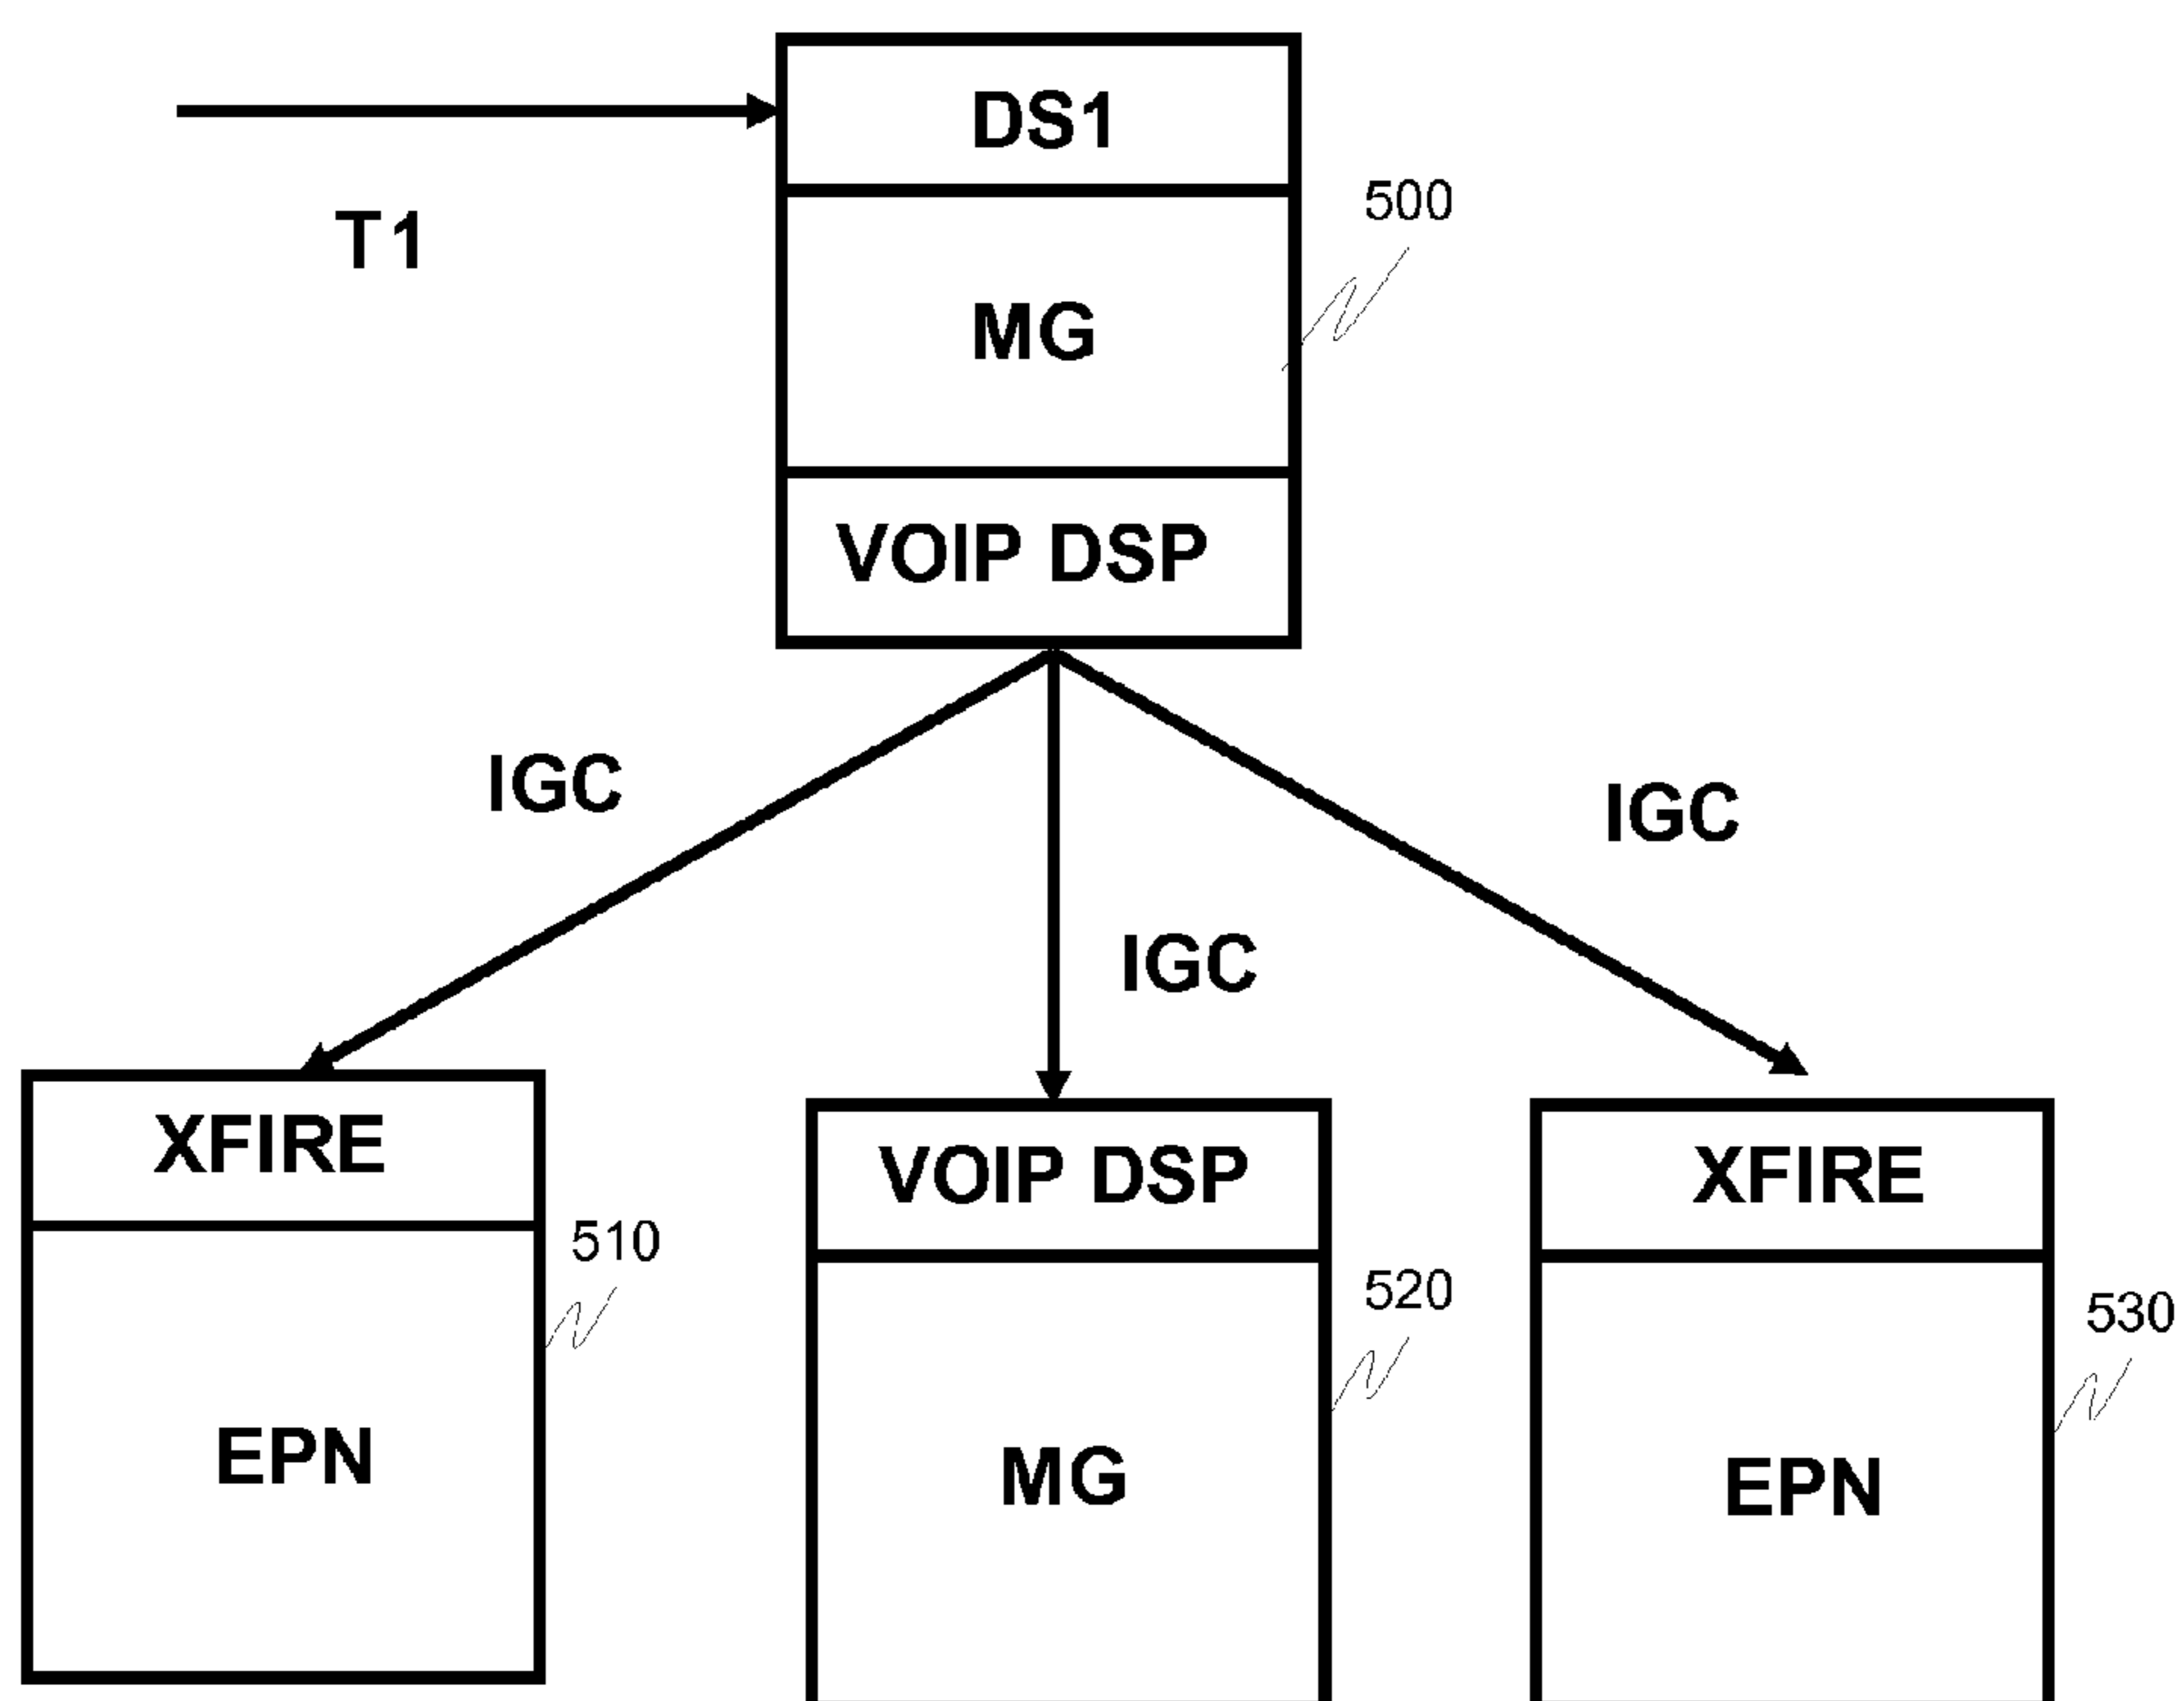 DS1
T1
500
MG
VOIP DSP
IGC
IGC
IGC
XFIRE
VOIP DSP
XFIRE
510
520
530
EPN
MG
EPN